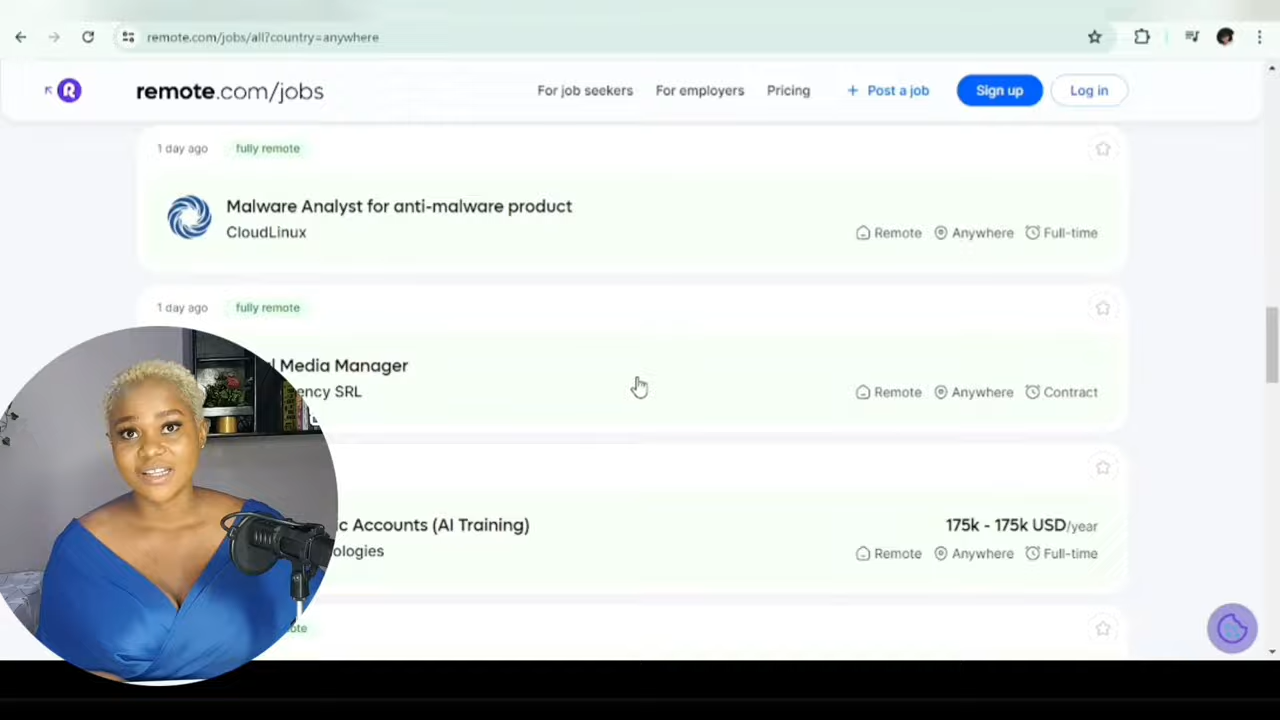 remote.com/jobs/all?country=anywhere
R
remote.com/jobs
For job seekers
For employers
Pricing
+ Post a job
Sign up
Log in
1 day ago
fully remote
Malware Analyst for anti-malware product
CloudLinux
Remote
Anywhere
Full-time
1 day ago
fully remote
Media Manager
SRL
Remote
Anywhere
Contract
Accounts (AI Training)
175k - 175k USD/year
Remote
Anywhere
Full-time